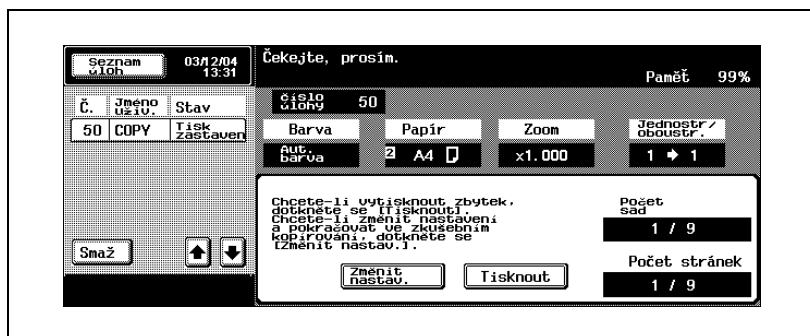 Seznam
úloh
03/12/04
13:31
Čekejte, prosím.
Paměť 99%
Č. Jméno uživ. Stav
50 COPY Tisk zastaven
Smaž
číslo
úlohy 50
Barva Papír Zoom Jednostr/ oboustr.
Aut. barva 2 A4 x1.000 1 ➔ 1
Chcete-li vytisknout zbytek,
dotkněte se [Tisknout].
Chcete-li změnit nastavení
a pokračovat ve zkušebním
kopírování, dotkněte se
[Změnit nastav.].
Změnit
nastav.
Tisknout
Počet
sad
1 / 9
Počet stránek
1 / 9